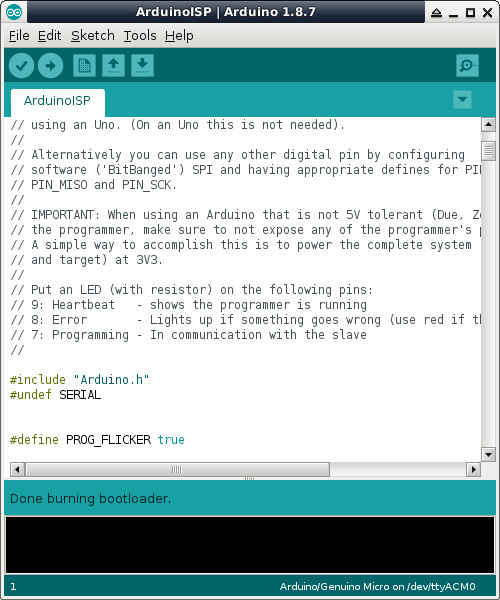 ArduinoISP | Arduino 1.8.7
File Edit Sketch Tools Help
ArduinoISP
// using an Uno. (On an Uno this is not needed).
//
// Alternatively you can use any other digital pin by configuring
// software ('BitBanged') SPI and having appropriate defines for PI
// PIN_MISO and PIN_SCK.
//
// IMPORTANT: When using an Arduino that is not 5V tolerant (Due, Ze
// the programmer, make sure to not expose any of the programmer's p
// A simple way to accomplish this is to power the complete system
// and target) at 3V3.
//
// Put an LED (with resistor) on the following pins:
// 9: Heartbeat   - shows the programmer is running
// 8: Error       - Lights up if something goes wrong (use red if th
// 7: Programming - In communication with the slave
//
#include "Arduino.h"
#undef SERIAL
#define PROG_FLICKER true
Done burning bootloader.
1
Arduino/Genuino Micro on /dev/ttyACM0